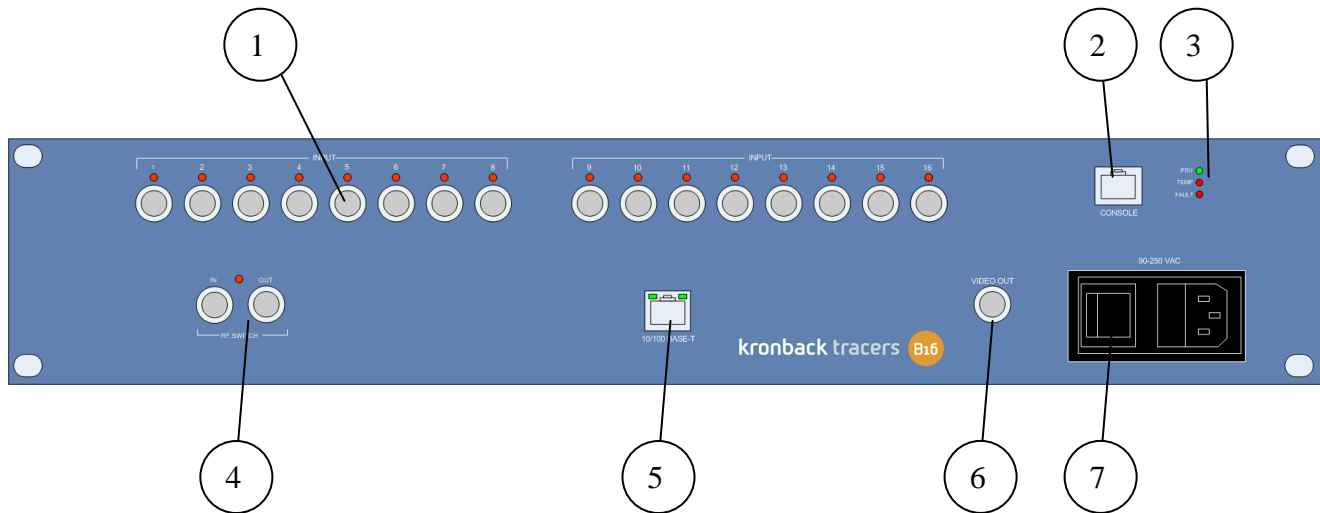 1
2
3
INPUT
1 2 3 4 5 6 7 8
INPUT
9 10 11 12 13 14 15 16
PSU
TEMP
FAULT
CONSOLE
IN
OUT
RF.SWITCH
10/100 BASE-T
VIDEO OUT
90-250 VAC
kronback tracers B16
4
5
6
7